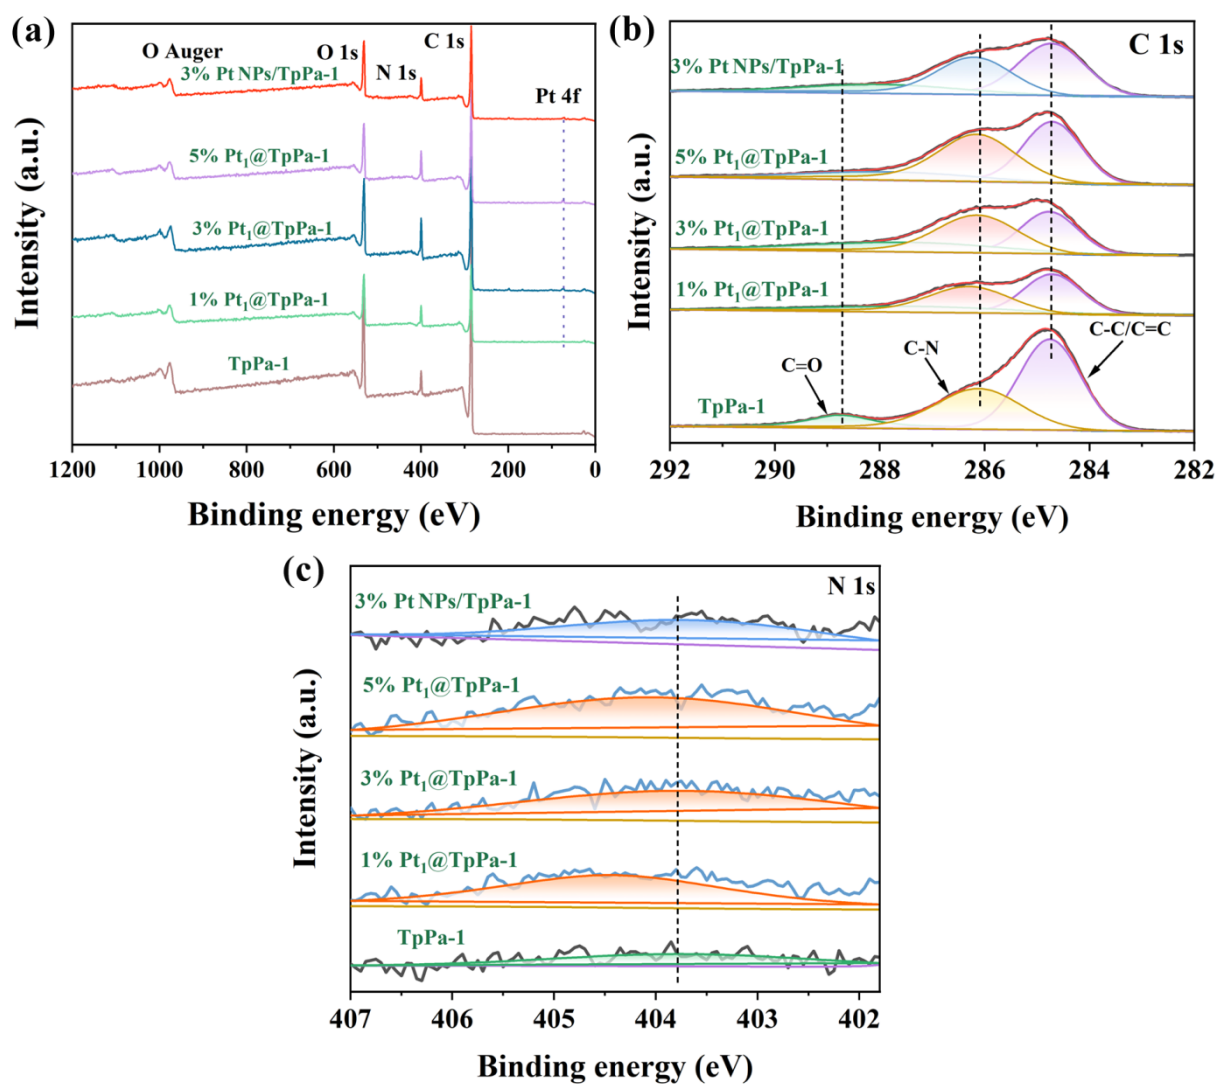 (a)
O Auger
O 1s
N 1s
C 1s
Pt 4f
3% Pt NPs/TpPa-1
5% Pt₁@TpPa-1
3% Pt₁@TpPa-1
1% Pt₁@TpPa-1
TpPa-1
Intensity (a.u.)
1200 1000 800 600 400 200 0
Binding energy (eV)
(b)
C 1s
3% Pt NPs/TpPa-1
5% Pt₁@TpPa-1
3% Pt₁@TpPa-1
1% Pt₁@TpPa-1
C=O
C-N
C-C/C=C
TpPa-1
Intensity (a.u.)
292 290 288 286 284 282
Binding energy (eV)
(c)
N 1s
3% Pt NPs/TpPa-1
5% Pt₁@TpPa-1
3% Pt₁@TpPa-1
1% Pt₁@TpPa-1
TpPa-1
Intensity (a.u.)
407 406 405 404 403 402
Binding energy (eV)